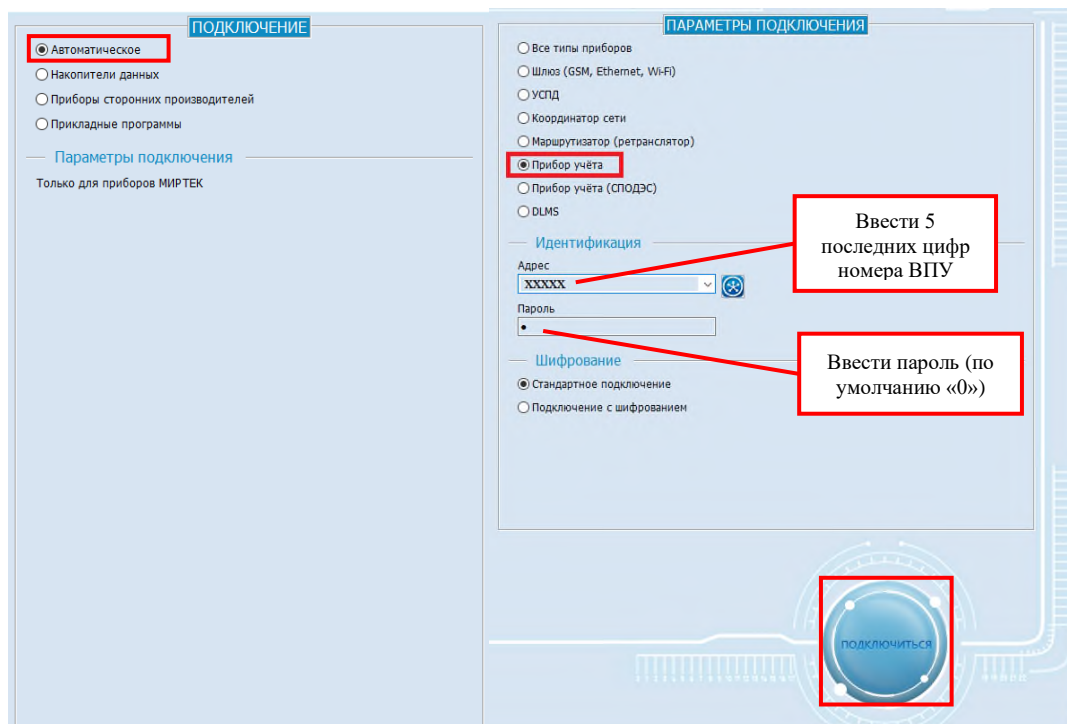 ПОДКЛЮЧЕНИЕ
Автоматическое
Накопители данных
Приборы сторонних производителей
Прикладные программы
Параметры подключения
Только для приборов МИРТЕК
ПАРАМЕТРЫ ПОДКЛЮЧЕНИЯ
Все типы приборов
Шлюз (GSM, Ethernet, Wi-Fi)
УСПД
Координатор сети
Маршрутизатор (ретранслятор)
Прибор учёта
Прибор учёта (СПОДЭС)
DLMS
Идентификация
Адрес
XXXXX
Пароль
•
Шифрование
Стандартное подключение
Подключение с шифрованием
Ввести 5
последних цифр
номера ВПУ
Ввести пароль (по
умолчанию «0»)
ПОДКЛЮЧИТЬСЯ